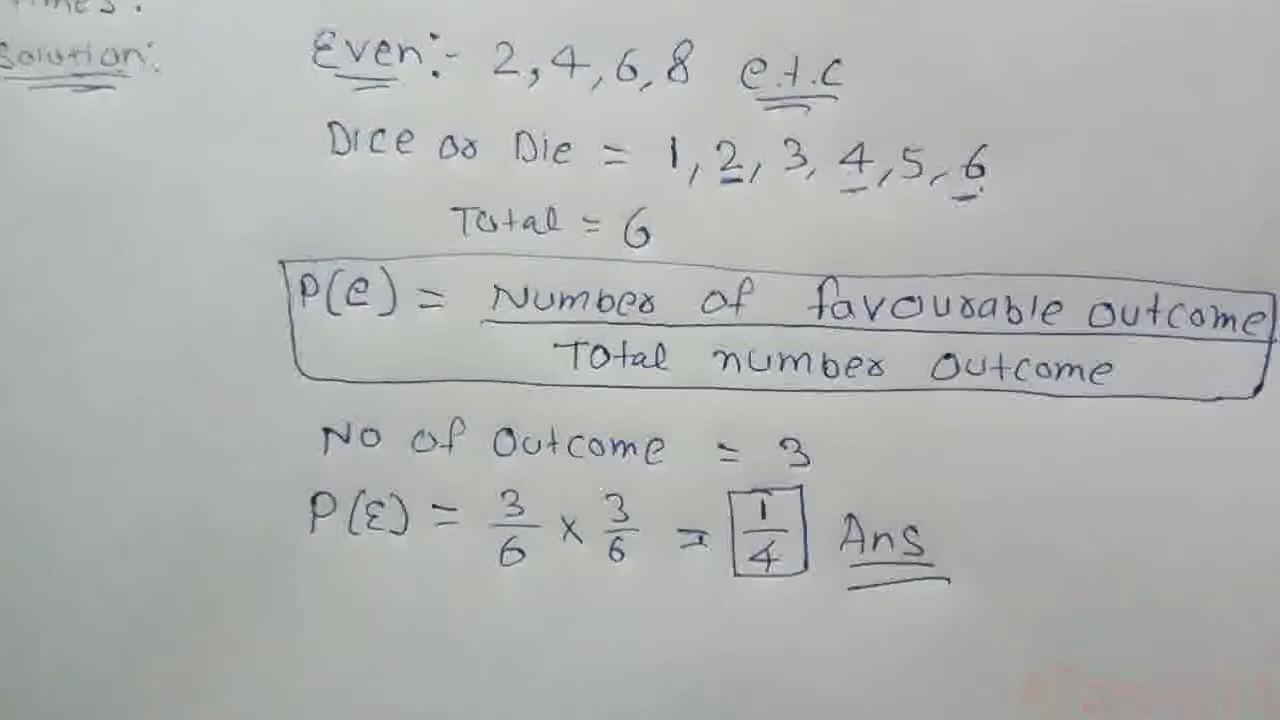 Solution:
Even:- 2, 4, 6, 8 e.t.c
Dice or Die = 1, 2, 3, 4, 5, 6
Total = 6
P(e) = Number of favourable outcome
Total number outcome
No of outcome = 3
P(E) = 3/6 × 3/6 = 1/4 Ans